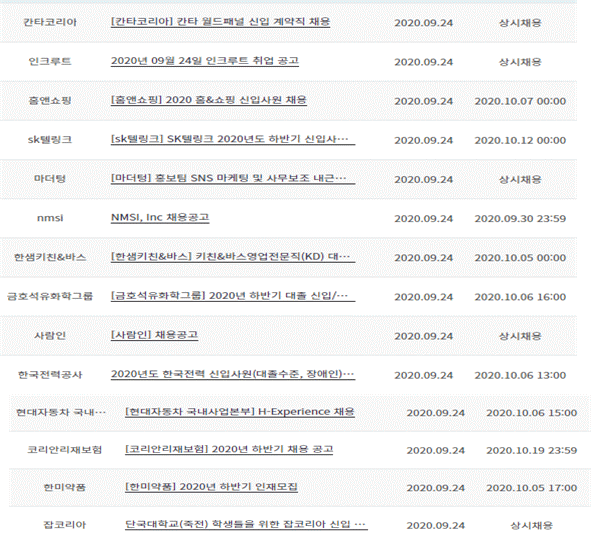 칸타코리아 [칸타코리아] 칸타 월드패널 신입 계약직 채용 2020.09.24 상시채용
인크루트 2020년 09월 24일 인크루트 취업 공고 2020.09.24 상시채용
홈앤쇼핑 [홈앤쇼핑] 2020 홈&쇼핑 신입사원 채용 2020.09.24 2020.10.07 00:00
sk텔링크 [sk텔링크] SK텔링크 2020년도 하반기 신입사… 2020.09.24 2020.10.12 00:00
마더텅 [마더텅] 홍보팀 SNS 마케팅 및 사무보조 내근… 2020.09.24 상시채용
nmsi NMSI, Inc 채용공고 2020.09.24 2020.09.30 23:59
한샘키친&바스 [한샘키친&바스] 키친&바스영업전문직(KD) 대… 2020.09.24 2020.10.05 00:00
금호석유화학그룹 [금호석유화학그룹] 2020년 하반기 대졸 신입/… 2020.09.24 2020.10.06 16:00
사람인 [사람인] 채용공고 2020.09.24 상시채용
한국전력공사 2020년도 한국전력 신입사원(대졸수준, 장애인)… 2020.09.24 2020.10.06 13:00
현대자동차 국내… [현대자동차 국내사업본부] H-Experience 채용 2020.09.24 2020.10.06 15:00
코리안리재보험 [코리안리재보험] 2020년 하반기 채용 공고 2020.09.24 2020.10.19 23:59
한미약품 [한미약품] 2020년 하반기 인재모집 2020.09.24 2020.10.05 17:00
잡코리아 단국대학교(죽전) 학생들을 위한 잡코리아 신입 … 2020.09.24 상시채용